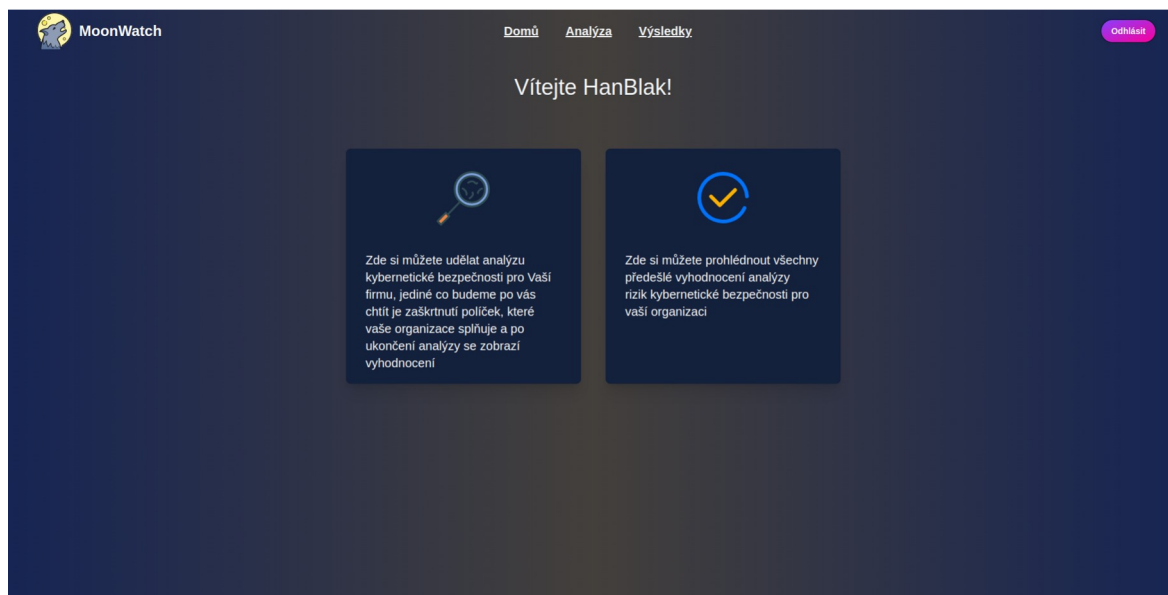 MoonWatch
Domů Analýza Výsledky
Odhlásit
Vítejte HanBlak!
Zde si můžete udělat analýzu
kybernetické bezpečnosti pro Vaší
firmu, jediné co budeme po vás
chtít je zaškrtnutí políček, které
vaše organizace splňuje a po
ukončení analýzy se zobrazí
vyhodnocení
Zde si můžete prohlédnout všechny
předešlé vyhodnocení analýzy
rizik kybernetické bezpečnosti pro
vaší organizaci